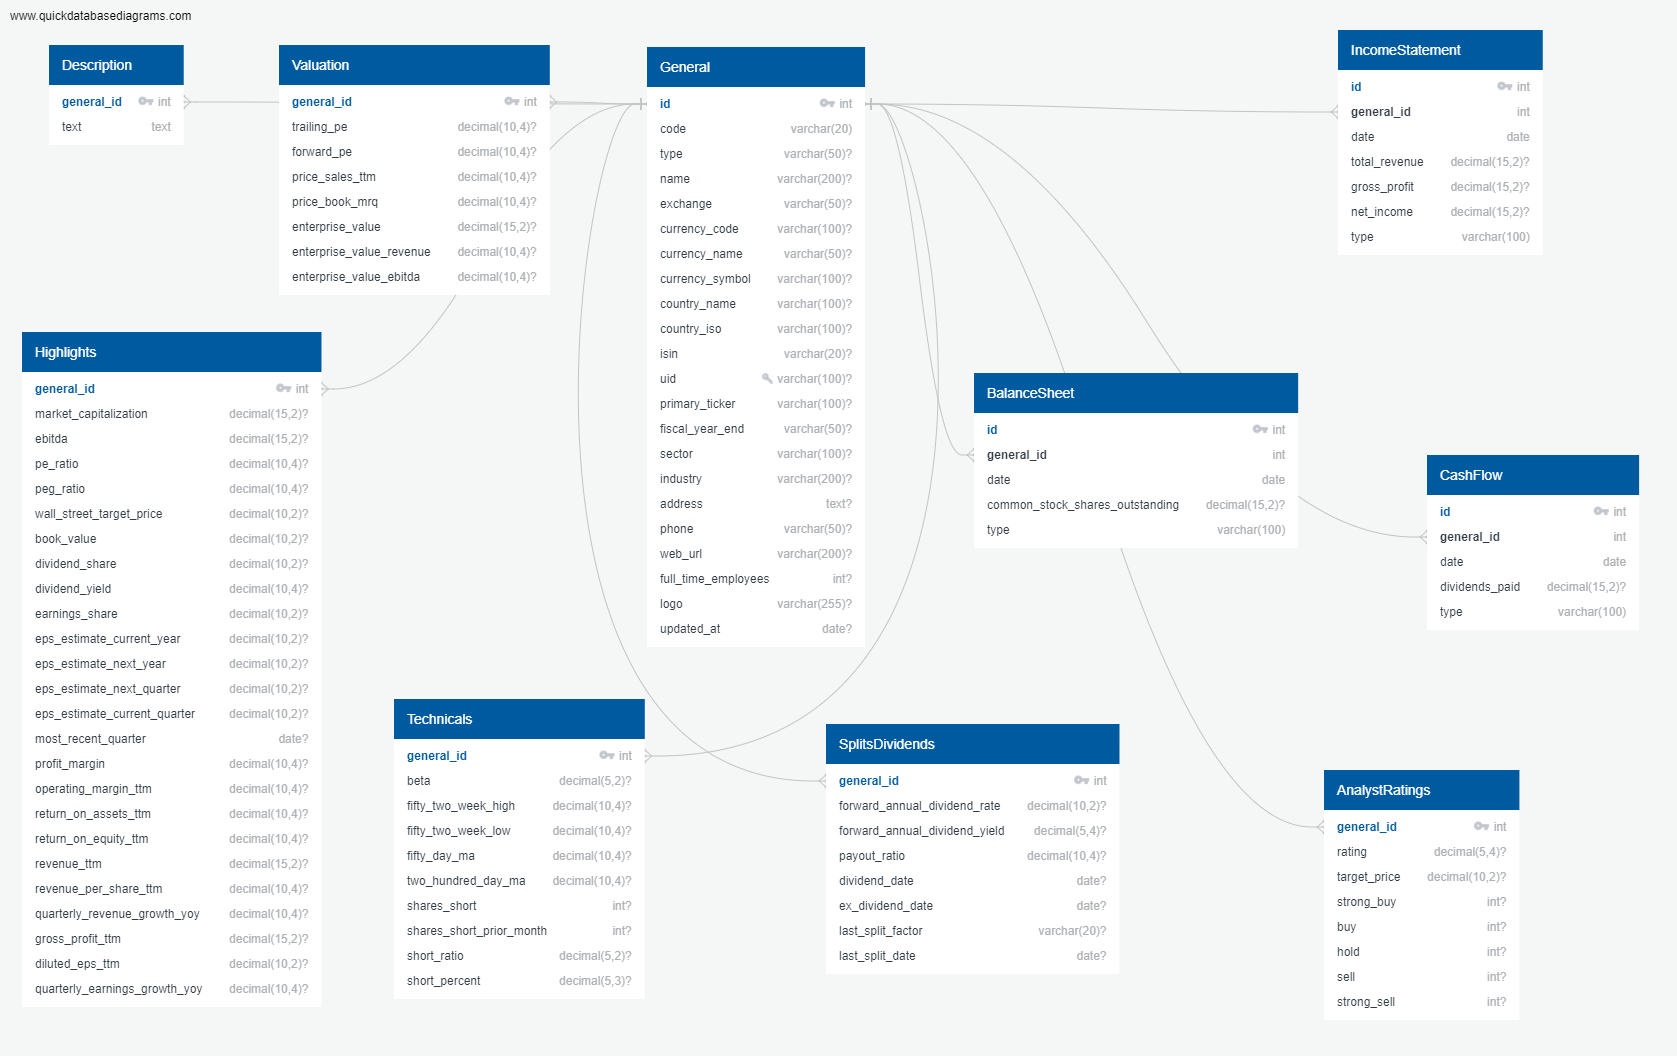 www.quickdatabasediagrams.com
Description
general_id int
text text
Valuation
general_id int
trailing_pe decimal(10,4)?
forward_pe decimal(10,4)?
price_sales_ttm decimal(10,4)?
price_book_mrq decimal(10,4)?
enterprise_value decimal(15,2)?
enterprise_value_revenue decimal(10,4)?
enterprise_value_ebitda decimal(10,4)?
General
id int
code varchar(20)
type varchar(50)?
name varchar(200)?
exchange varchar(50)?
currency_code varchar(100)?
currency_name varchar(50)?
currency_symbol varchar(100)?
country_name varchar(100)?
country_iso varchar(100)?
isin varchar(20)?
uid varchar(100)?
primary_ticker varchar(100)?
fiscal_year_end varchar(50)?
sector varchar(100)?
industry varchar(200)?
address text?
phone varchar(50)?
web_url varchar(200)?
full_time_employees int?
logo varchar(255)?
updated_at date?
IncomeStatement
id int
general_id int
date date
total_revenue decimal(15,2)?
gross_profit decimal(15,2)?
net_income decimal(15,2)?
type varchar(100)
Highlights
general_id int
market_capitalization decimal(15,2)?
ebitda decimal(15,2)?
pe_ratio decimal(10,4)?
peg_ratio decimal(10,4)?
wall_street_target_price decimal(10,2)?
book_value decimal(10,2)?
dividend_share decimal(10,2)?
dividend_yield decimal(10,4)?
earnings_share decimal(10,2)?
eps_estimate_current_year decimal(10,2)?
eps_estimate_next_year decimal(10,2)?
eps_estimate_next_quarter decimal(10,2)?
eps_estimate_current_quarter decimal(10,2)?
most_recent_quarter date?
profit_margin decimal(10,4)?
operating_margin_ttm decimal(10,4)?
return_on_assets_ttm decimal(10,4)?
return_on_equity_ttm decimal(10,4)?
revenue_ttm decimal(15,2)?
revenue_per_share_ttm decimal(10,4)?
quarterly_revenue_growth_yoy decimal(10,4)?
gross_profit_ttm decimal(15,2)?
diluted_eps_ttm decimal(10,2)?
quarterly_earnings_growth_yoy decimal(10,4)?
BalanceSheet
id int
general_id int
date date
common_stock_shares_outstanding decimal(15,2)?
type varchar(100)
CashFlow
id int
general_id int
date date
dividends_paid decimal(15,2)?
type varchar(100)
Technicals
general_id int
beta decimal(5,2)?
fifty_two_week_high decimal(10,4)?
fifty_two_week_low decimal(10,4)?
fifty_day_ma decimal(10,4)?
two_hundred_day_ma decimal(10,4)?
shares_short int?
shares_short_prior_month int?
short_ratio decimal(5,2)?
short_percent decimal(5,3)?
SplitsDividends
general_id int
forward_annual_dividend_rate decimal(10,2)?
forward_annual_dividend_yield decimal(5,4)?
payout_ratio decimal(10,4)?
dividend_date date?
ex_dividend_date date?
last_split_factor varchar(20)?
last_split_date date?
AnalystRatings
general_id int
rating decimal(5,4)?
target_price decimal(10,2)?
strong_buy int?
buy int?
hold int?
sell int?
strong_sell int?